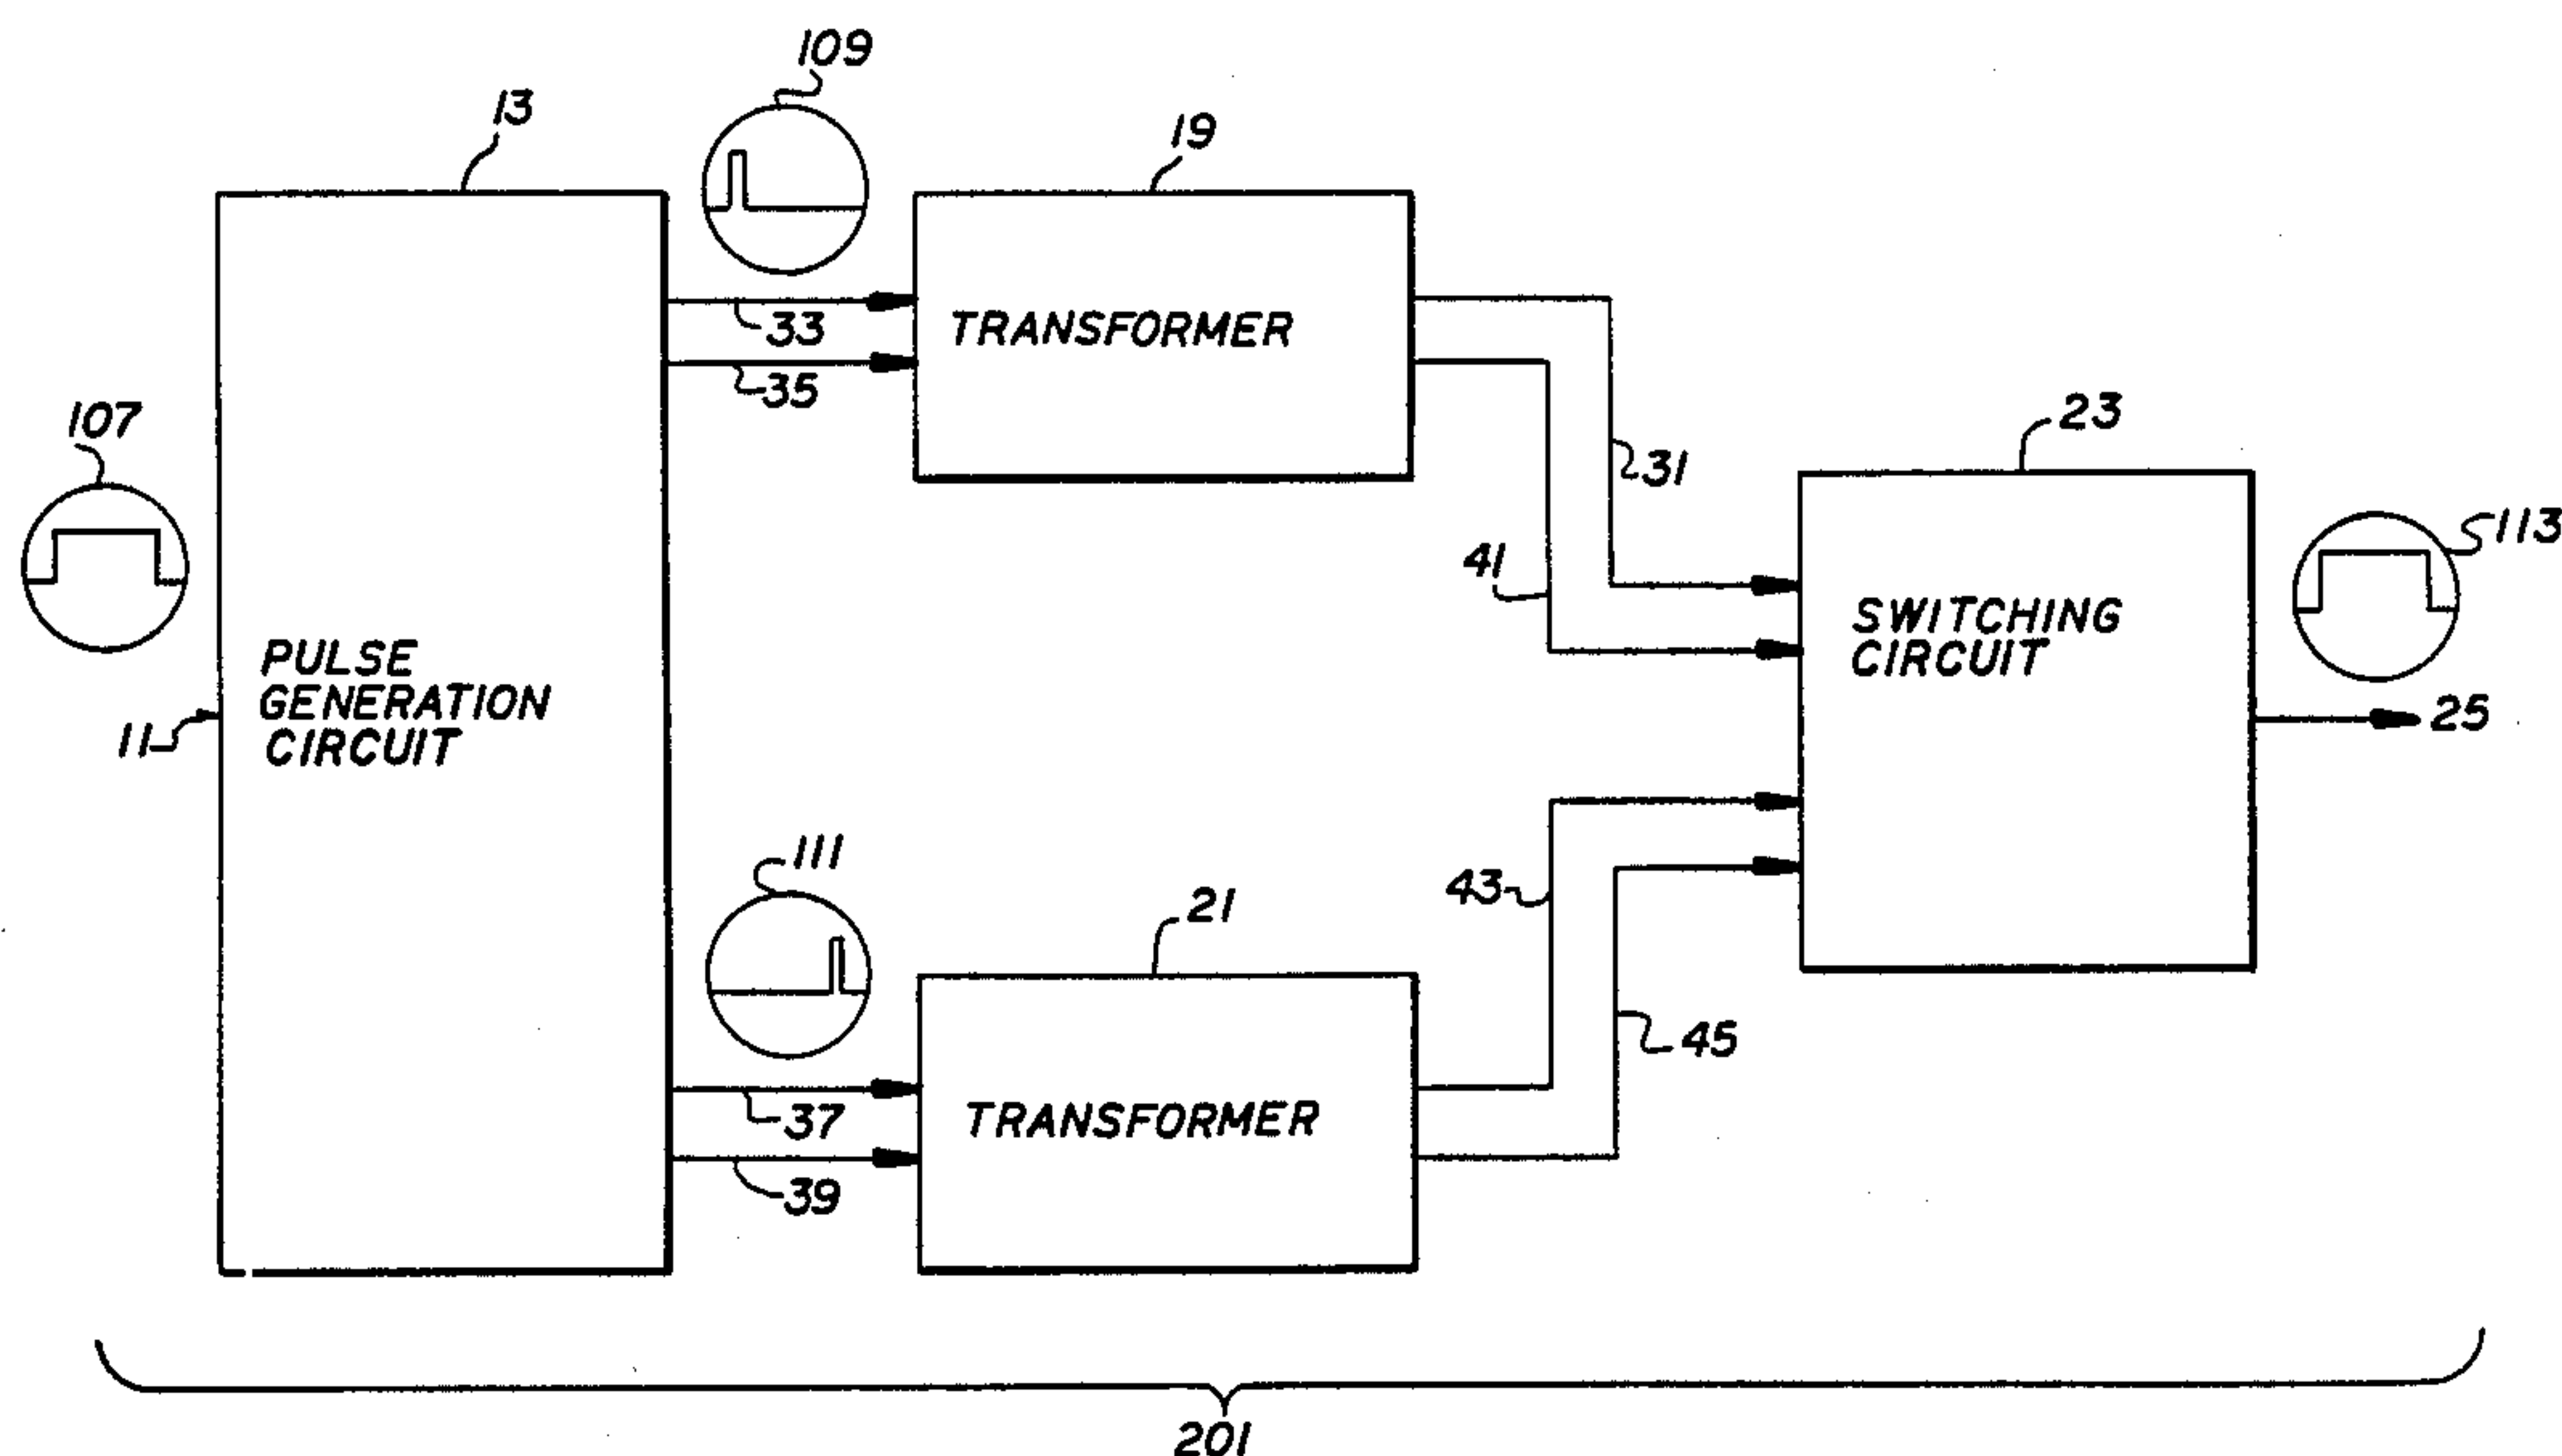 109
13
19
33
TRANSFORMER
35
107
23
31
113
41
SWITCHING
CIRCUIT
PULSE
GENERATION
CIRCUIT
11
25
111
43
21
45
37
TRANSFORMER
39
201